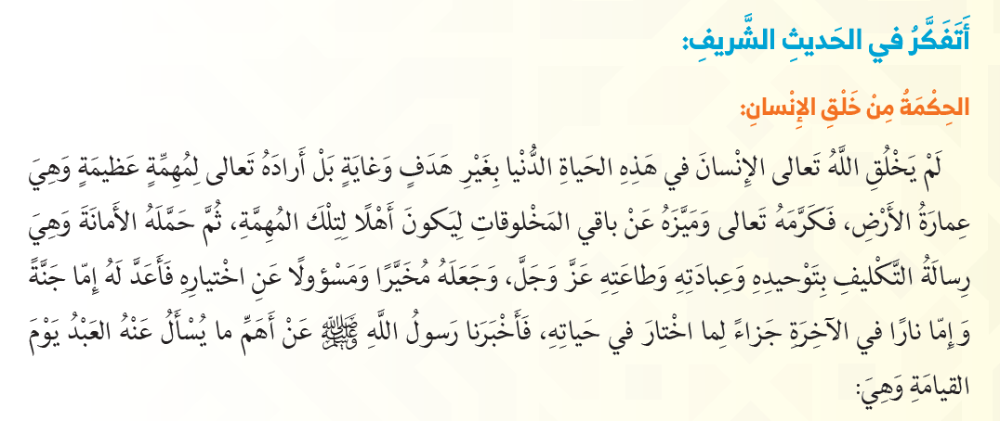 أَتَفَكَّرُ في الحَديثِ الشَّريفِ:
الحِكْمَةُ مِنْ خَلْقِ الإِنْسانِ:
لَمْ يَخْلُقِ اللَّهُ تَعالى الإِنْسانَ في هَذِهِ الحَياةِ الدُّنْيا بِغَيْرِ هَدَفٍ وَغايَةٍ بَلْ أَرادَهُ تَعالى لِمُهِمِّةٍ عَظيمَةٍ وَهِيَ
عِمارَةُ الأَرْضِ، فَكَرَّمَهُ تَعالى وَمَيَّزَهُ عَنْ باقي المَخْلوقاتِ لِيَكونَ أَهْلًا لِتِلْكَ المُهِمَّةِ، ثُمَّ حَمَّلَهُ الأَمانَةَ وَهِيَ
رِسالَةُ التَّكْليفِ بِتَوْحيدِهِ وَعِبادَتِهِ وَطاعَتِهِ عَزَّ وَجَلَّ، وَجَعَلَهُ مُخَيَّرًا وَمَسْؤولًا عَنِ اخْتيارِهِ فَأَعَدَّ لَهُ إِمّا جَنَّةً
وَإِمّا نارًا في الآخِرَةِ جَزاءً لِما اخْتارَ في حَياتِهِ، فَأَخْبَرَنا رَسولُ اللَّهِ ﷺ عَنْ أَهَمِّ ما يُسْأَلُ عَنْهُ العَبْدُ يَوْمَ
القيامَةِ وَهِيَ: